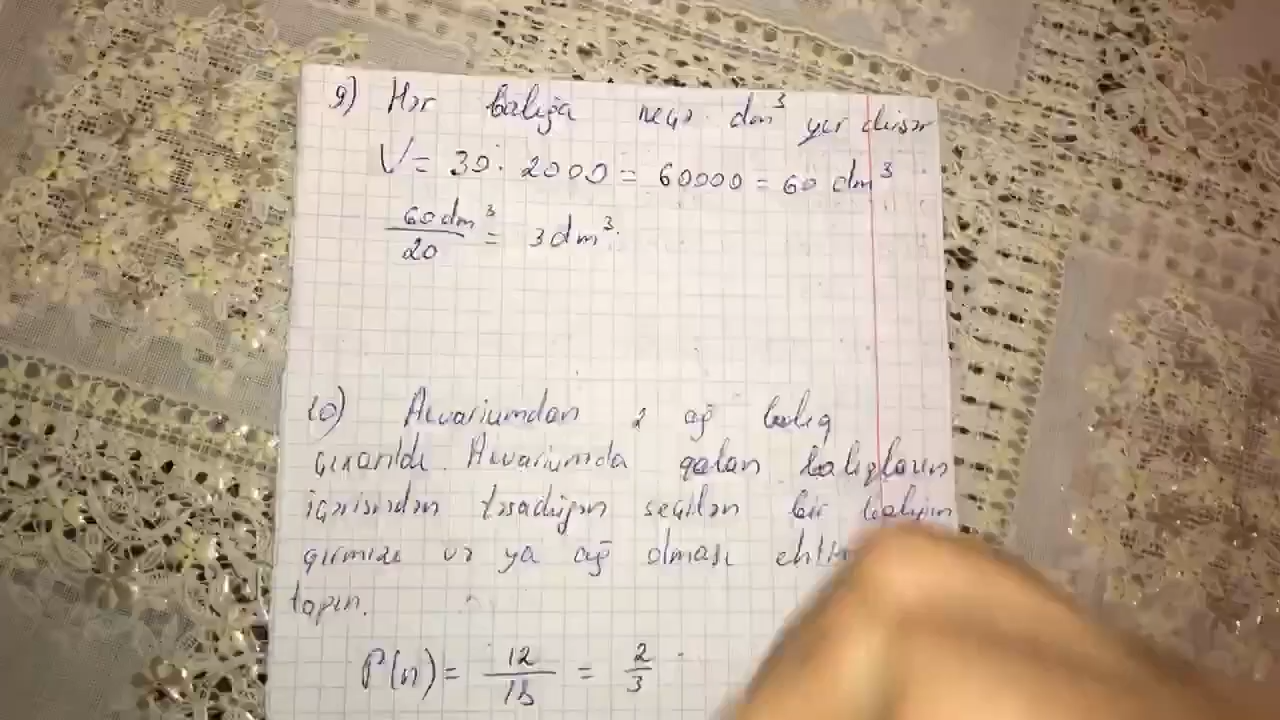 9) Hər balığa neçə dm³ yer düşər
V = 30 · 2000 = 60000 = 60 dm³
60 dm³ / 20 = 3 dm³.
10) Akvariumdan 2 ağ balıq
çıxarıldı. Akvariumda qalan balıqların
içərisindən təsadüfən seçilən bir balığın
qırmızı və ya ağ olması
tapın.
P(n) = 12 / 18 = 2 / 3